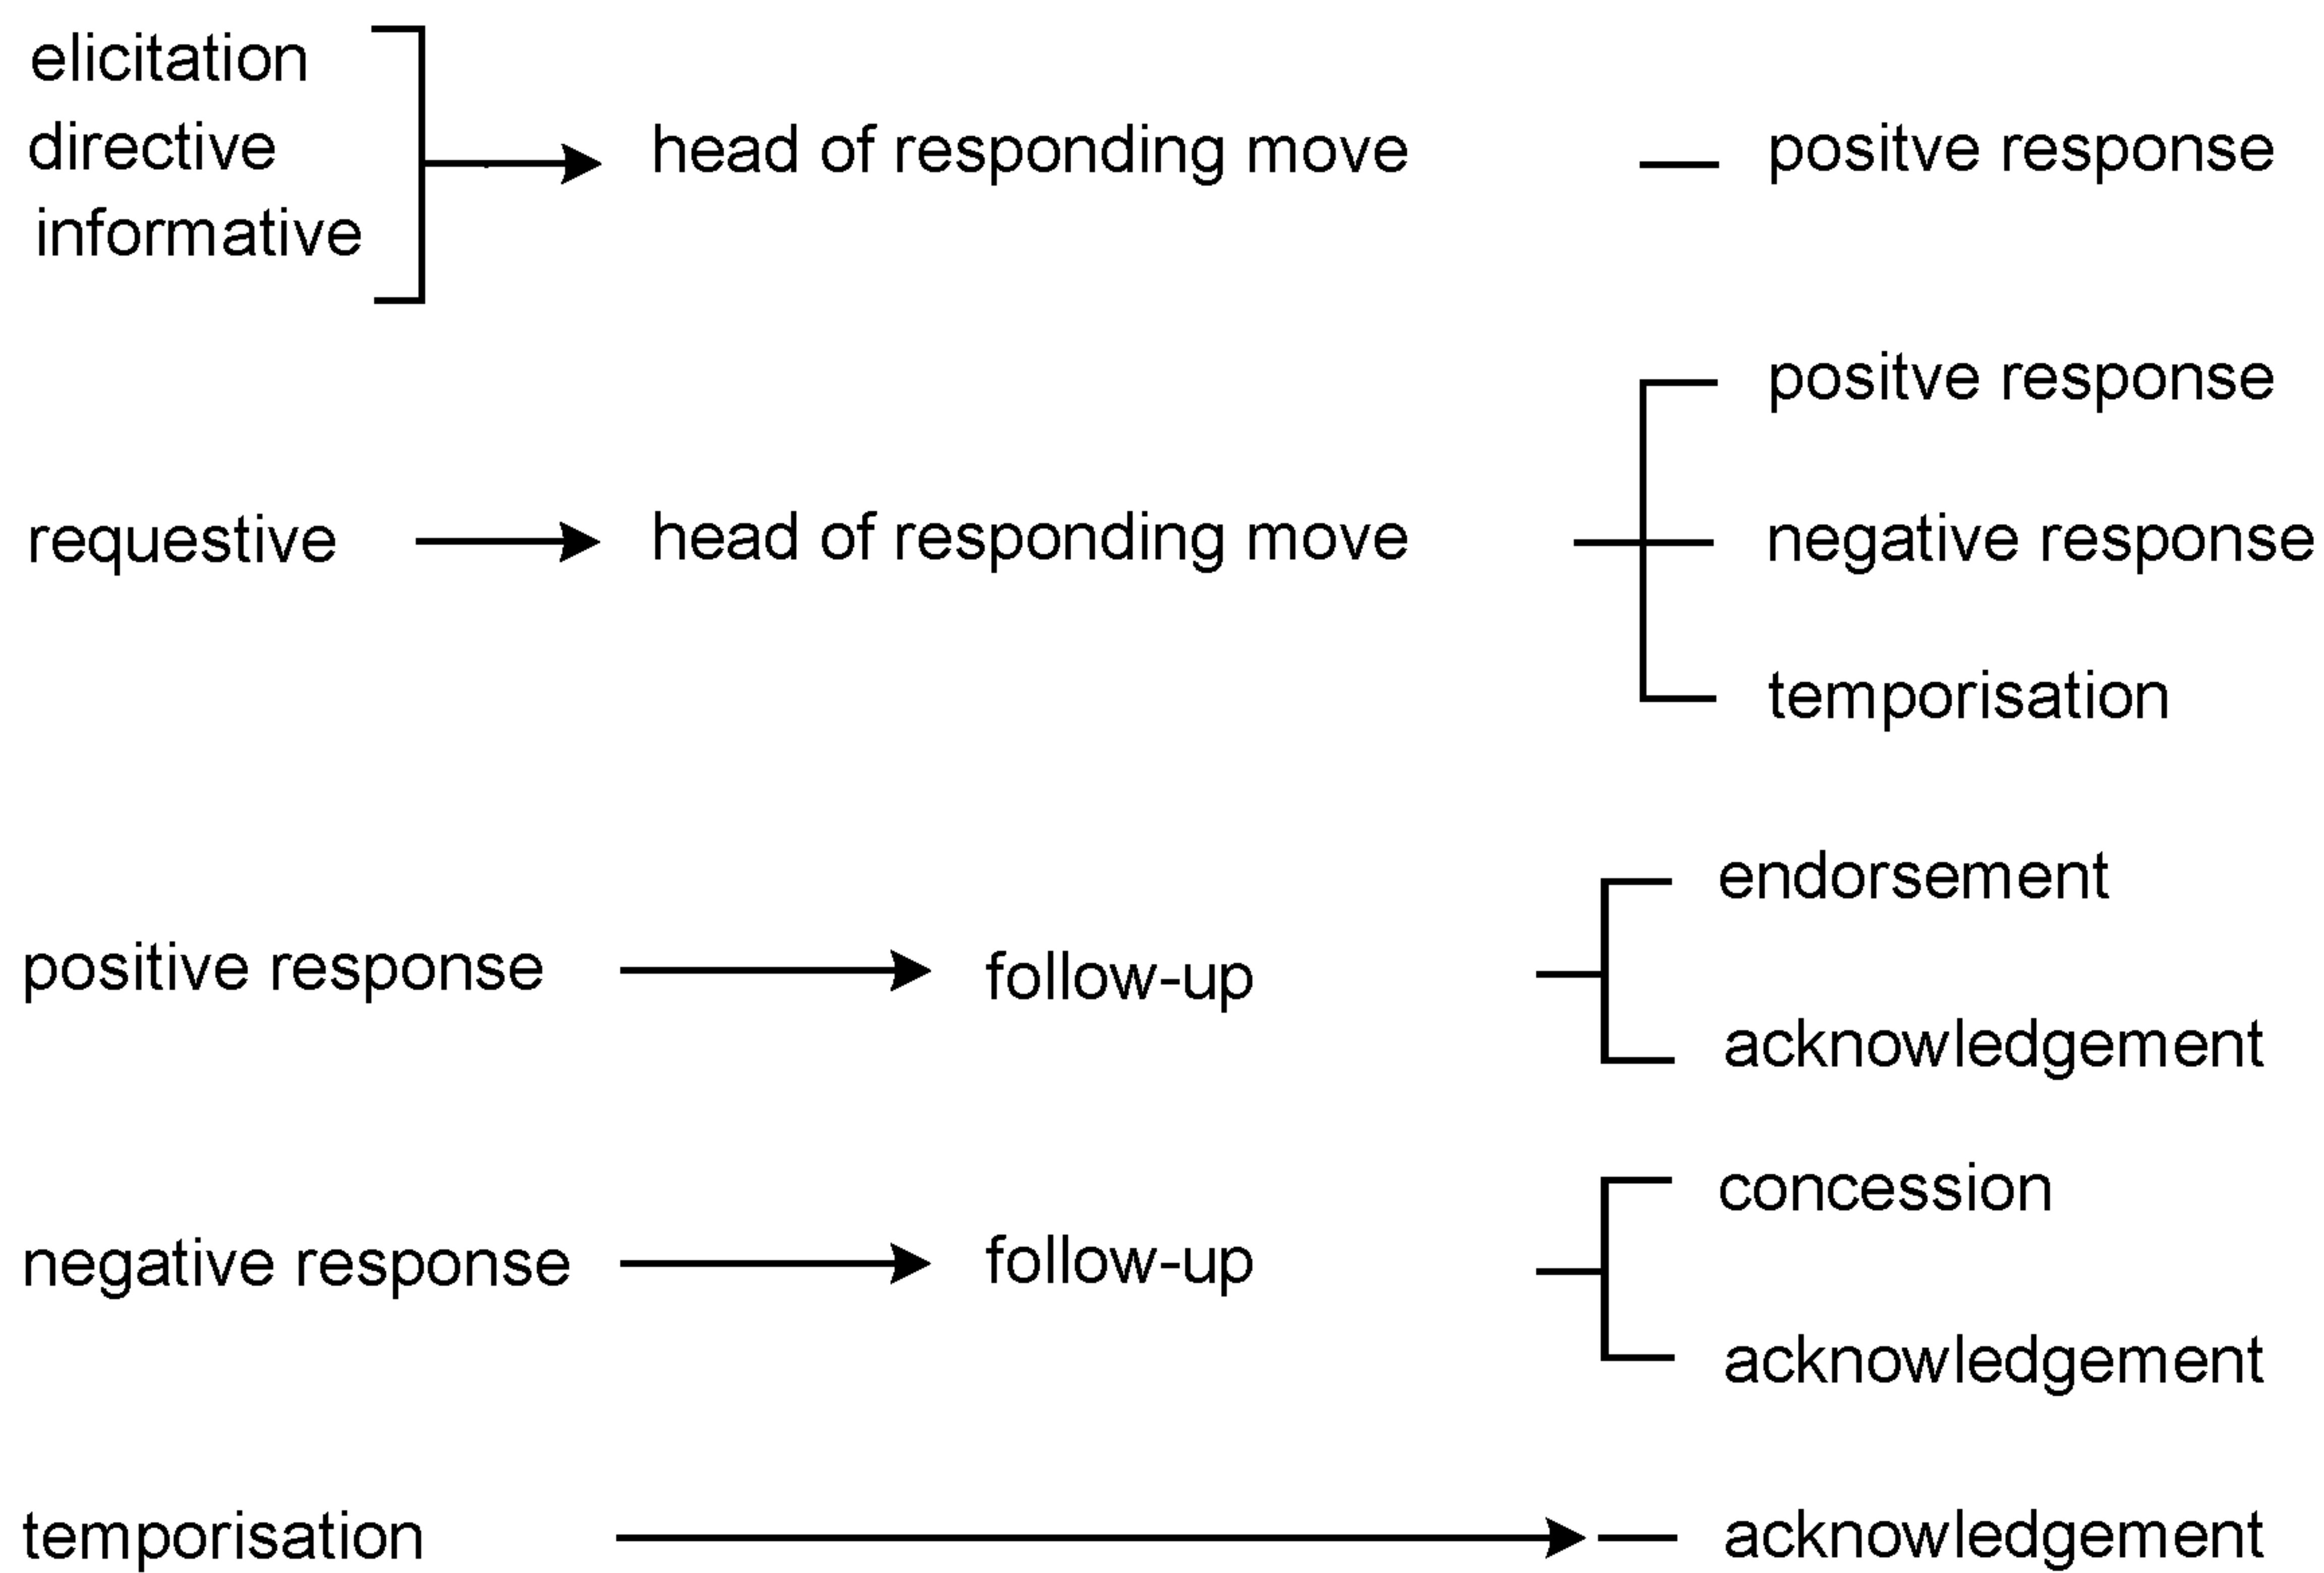 elicitation
directive
informative
head of responding move
positve response
requestive
head of responding move
positve response
negative response
temporisation
positive response
follow-up
endorsement
acknowledgement
negative response
follow-up
concession
acknowledgement
temporisation
acknowledgement